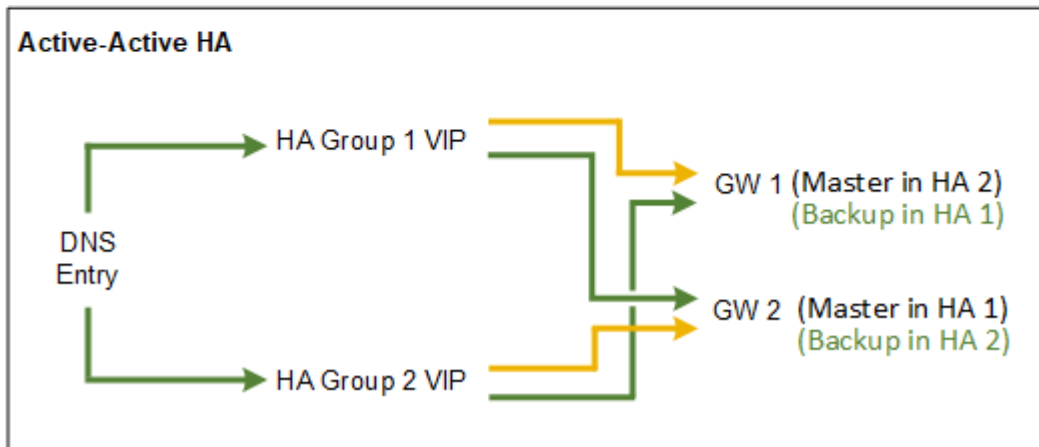 Active-Active HA
HA Group 1 VIP
GW 1 (Master in HA 2)
(Backup in HA 1)
DNS
Entry
GW 2 (Master in HA 1)
(Backup in HA 2)
HA Group 2 VIP